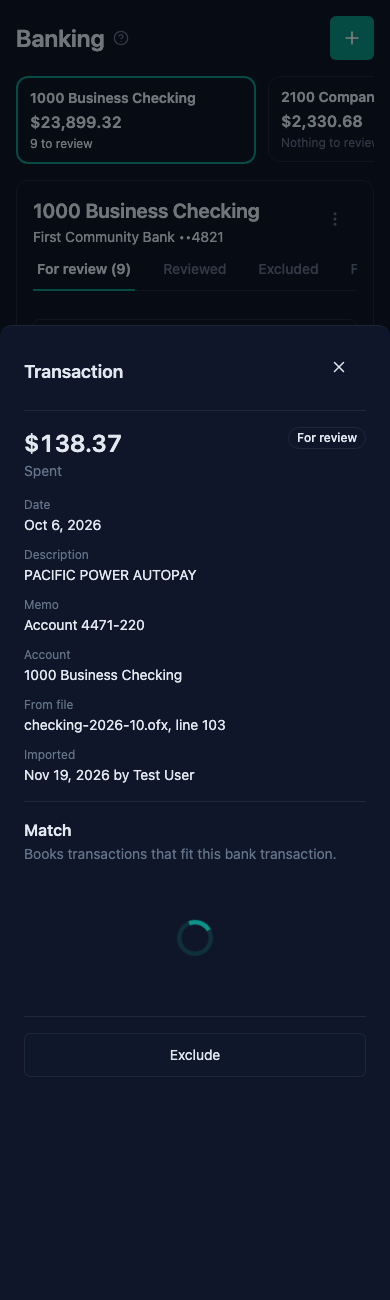 Banking
1000 Business Checking
$23,899.32
9 to review
2100 Compan
$2,330.68
Nothing to review
1000 Business Checking
First Community Bank ••4821
For review (9)
Reviewed
Excluded
F
Transaction
$138.37
For review
Spent
Date
Oct 6, 2026
Description
PACIFIC POWER AUTOPAY
Memo
Account 4471-220
Account
1000 Business Checking
From file
checking-2026-10.ofx, line 103
Imported
Nov 19, 2026 by Test User
Match
Books transactions that fit this bank transaction.
Exclude